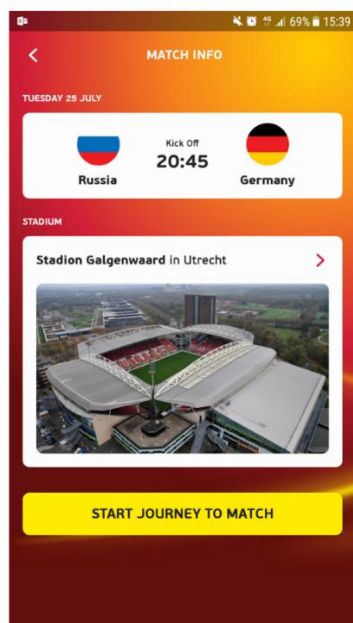 4G 69% 15:39
MATCH INFO
TUESDAY 25 JULY
Kick Off
20:45
Russia
Germany
STADIUM
Stadion Galgenwaard in Utrecht
START JOURNEY TO MATCH